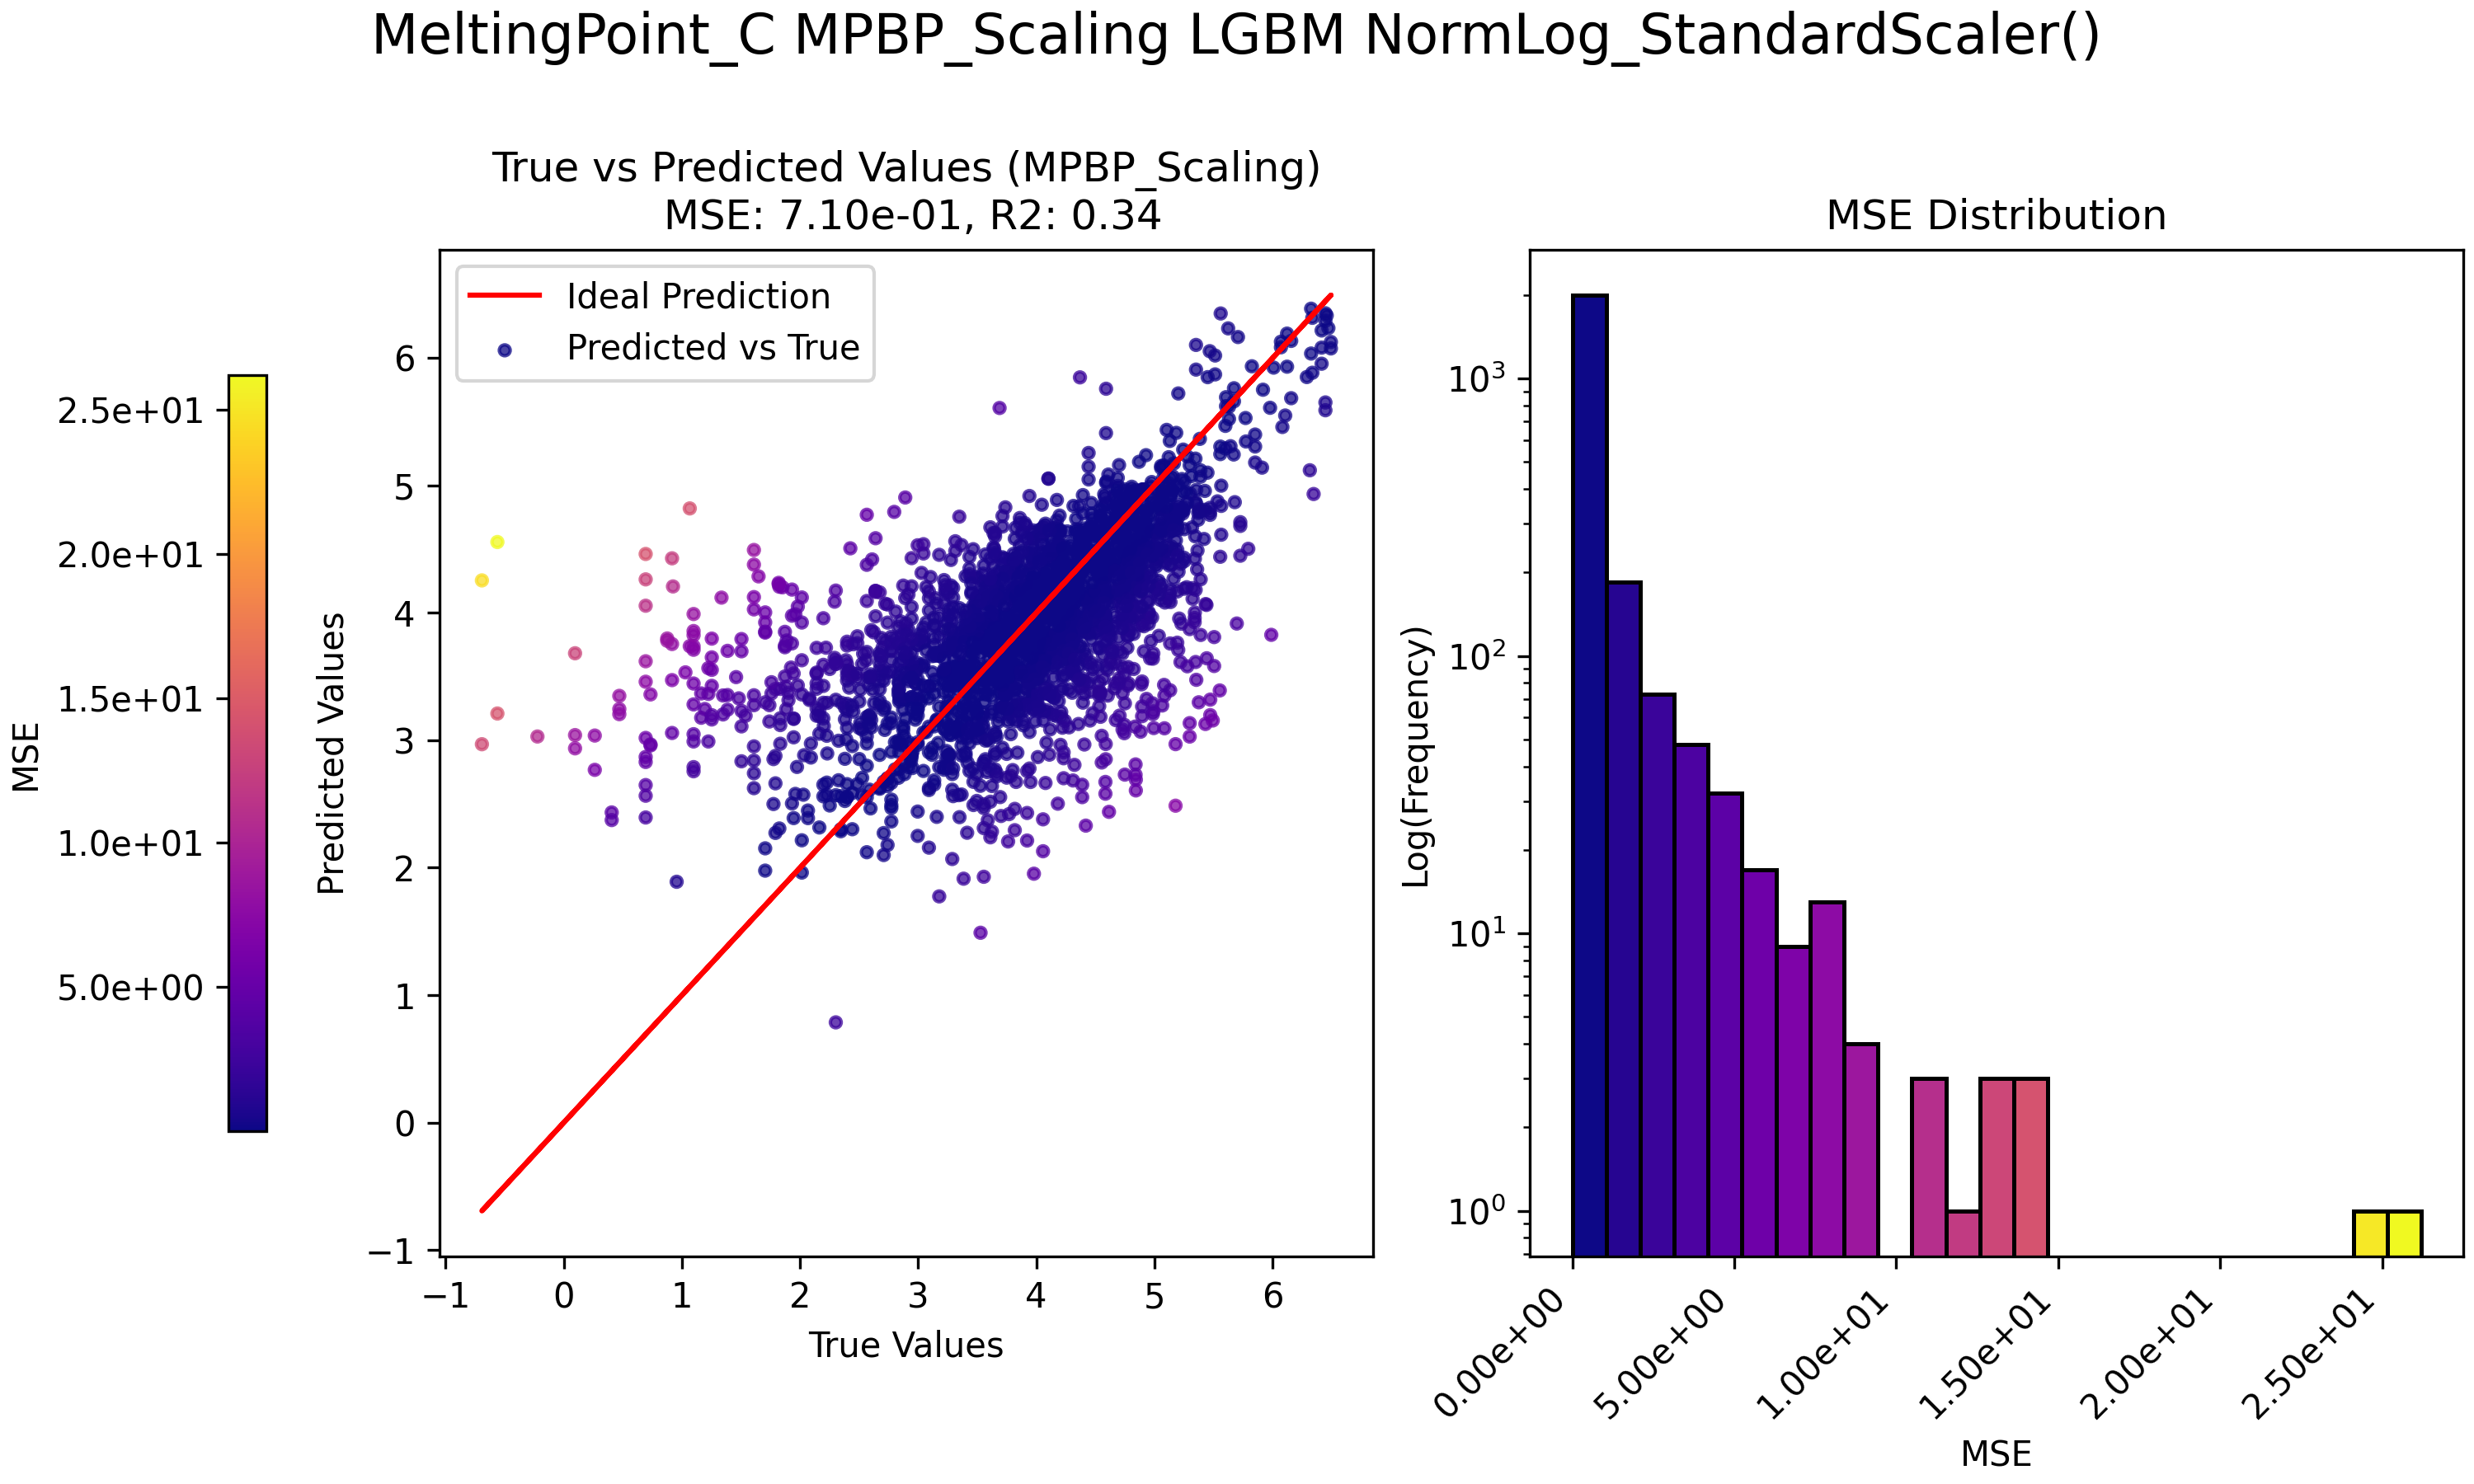 MeltingPoint_C MPBP_Scaling LGBM NormLog_StandardScaler()
True vs Predicted Values (MPBP_Scaling)
MSE: 7.10e-01, R2: 0.34
Ideal Prediction
Predicted vs True
2.5e+01
2.0e+01
1.5e+01
1.0e+01
5.0e+00
MSE
Predicted Values
6
5
4
3
2
1
0
−1
−1 0 1 2 3 4 5 6
True Values
MSE Distribution
Log(Frequency)
10³
10²
10¹
10⁰
0.00e+00 5.00e+00 1.00e+01 1.50e+01 2.00e+01 2.50e+01
MSE